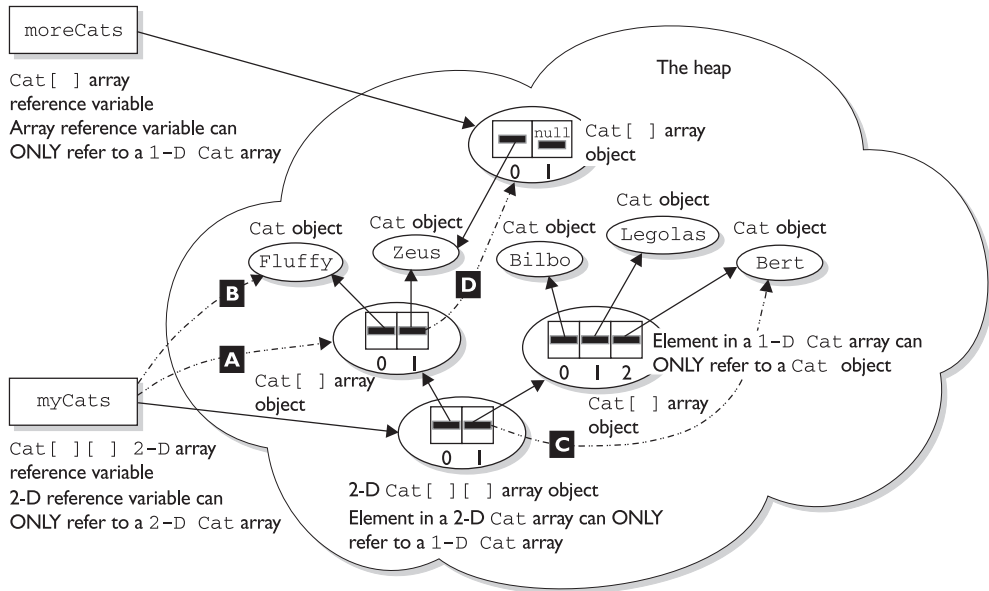 moreCats
Cat[ ] array
reference variable
Array reference variable can
ONLY refer to a 1-D Cat array
The heap
null
0 1
Cat[ ] array
object
Cat object
Fluffy
Cat object
Zeus
Cat object
Bilbo
Cat object
Legolas
Cat object
Bert
B
D
A
0 1
Cat[ ] array
object
0 1 2
Element in a 1-D Cat array can
ONLY refer to a Cat object
Cat[ ] array
object
myCats
Cat[ ][ ] 2-D array
reference variable
2-D reference variable can
ONLY refer to a 2-D Cat array
C
0 1
2-D Cat[ ][ ] array object
Element in a 2-D Cat array can ONLY
refer to a 1-D Cat array